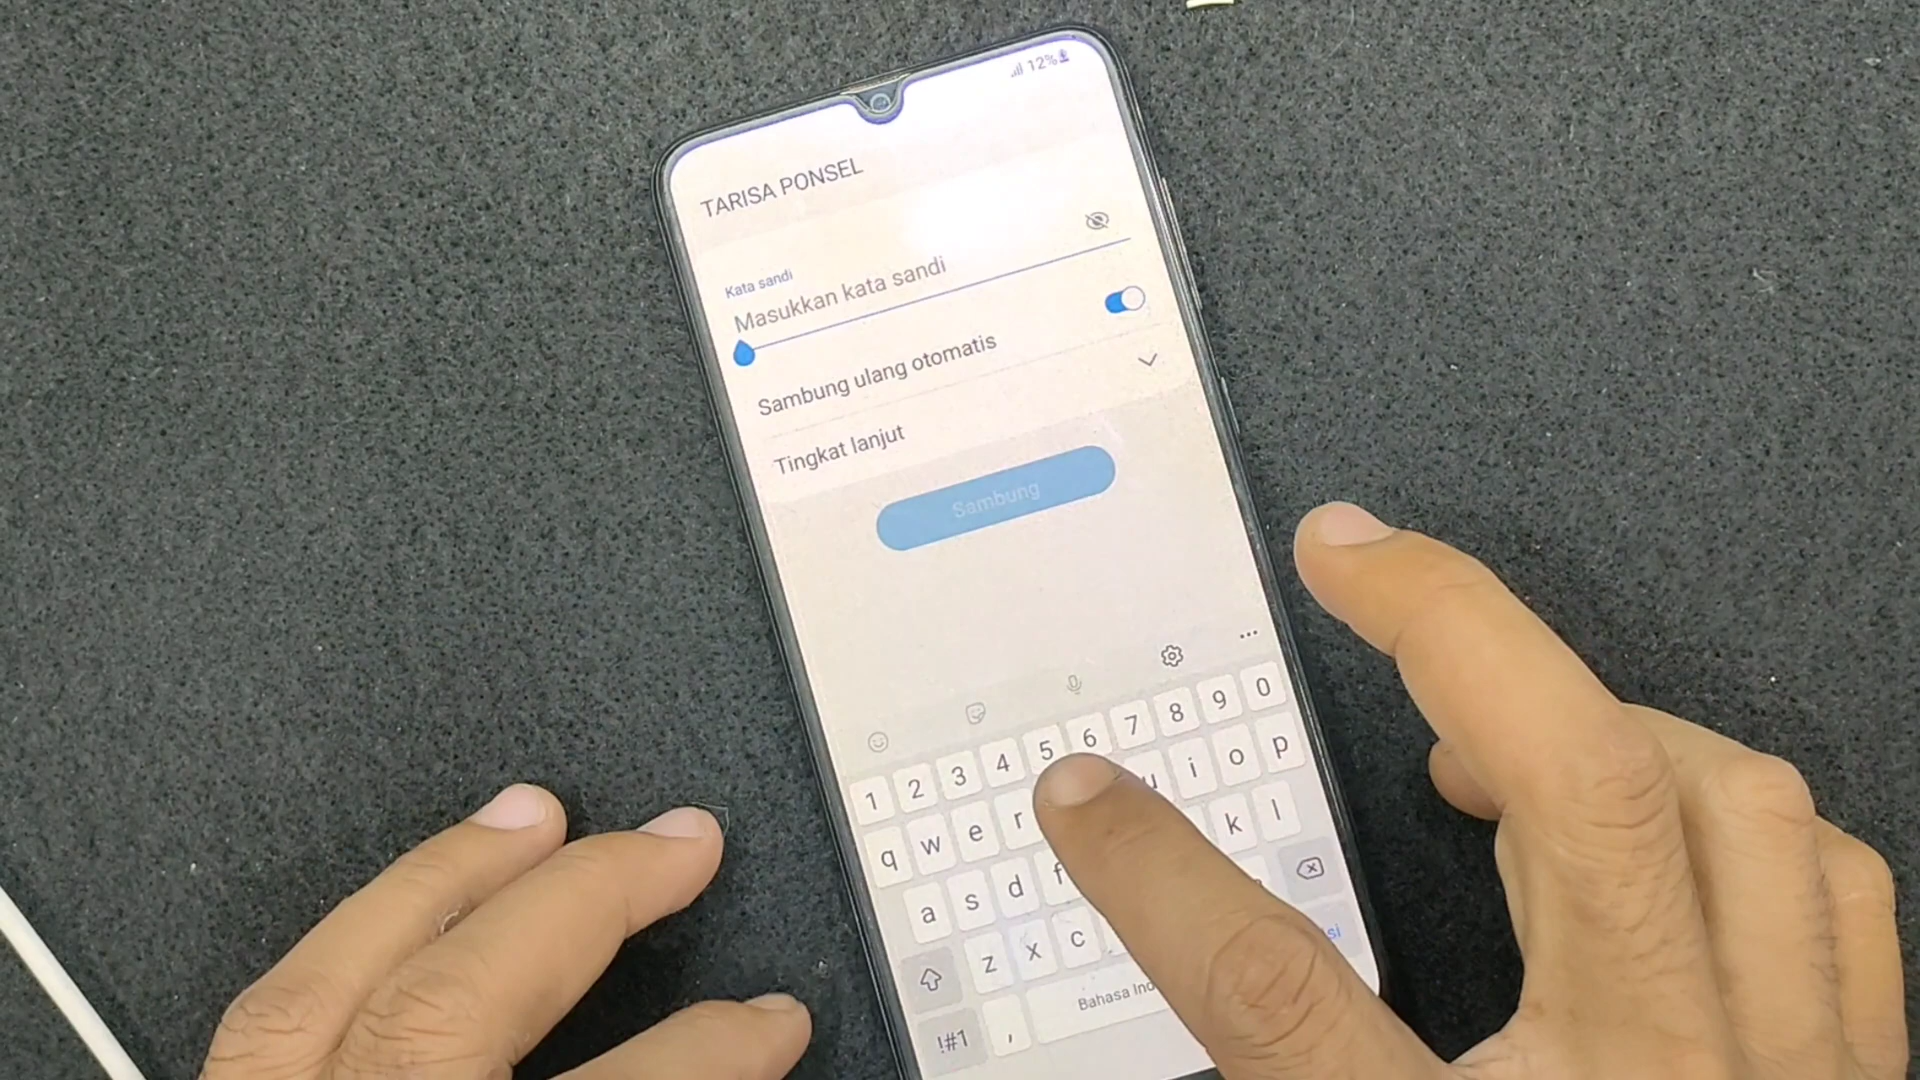 12%
TARISA PONSEL
Kata sandi
Masukkan kata sandi
Sambung ulang otomatis
Tingkat lanjut
Sambung
1 2 3 4 5 6 7 8 9 0
q w e r u i o p
a s d f k l
z x c
!#1 , Bahasa